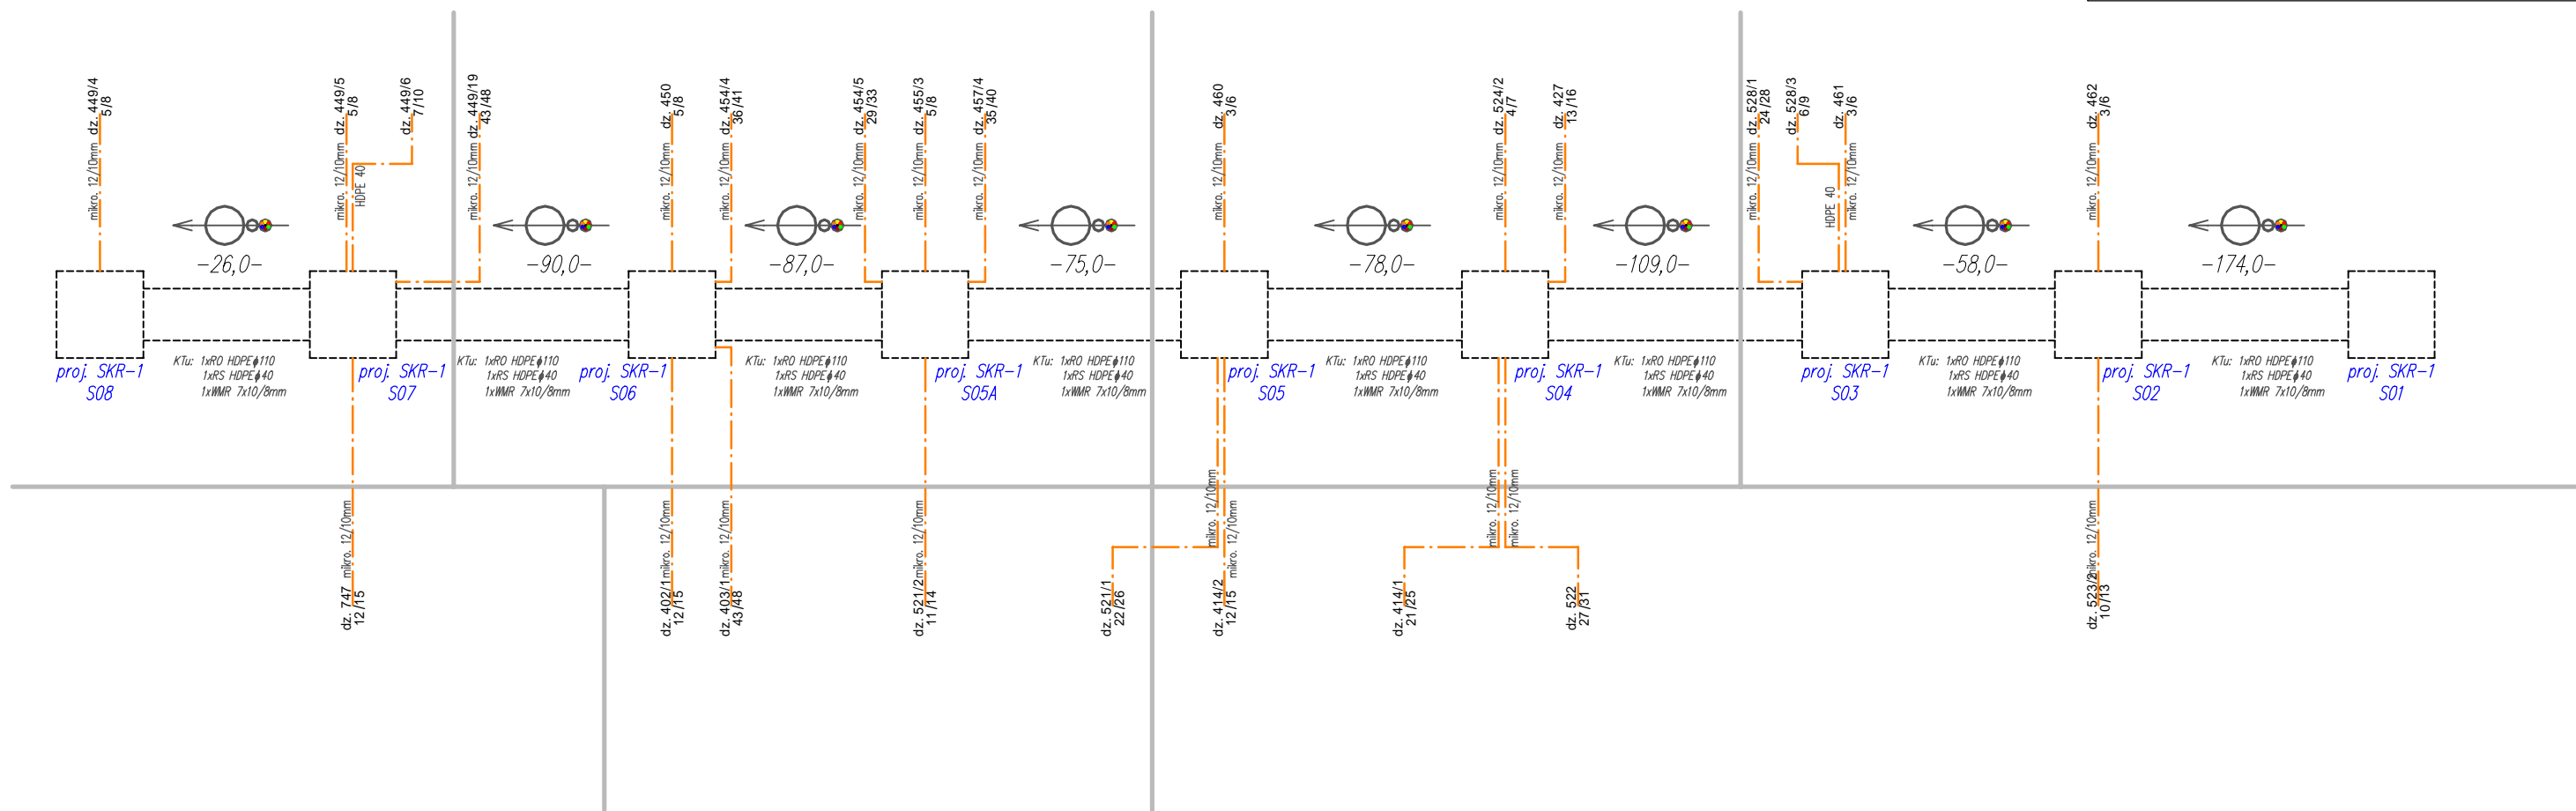 dz. 449/4
5/8
mikro. 12/10mm
dz. 449/5
5/8
mikro. 12/10mm
dz. 449/6
7/10
HDPE 40
dz. 449/19
43/48
mikro. 12/10mm
dz. 450
5/8
mikro. 12/10mm
dz. 454/4
36/41
mikro. 12/10mm
dz. 454/5
29/33
mikro. 12/10mm
dz. 455/3
5/8
mikro. 12/10mm
dz. 457/4
35/40
mikro. 12/10mm
dz. 460
3/6
mikro. 12/10mm
dz. 524/2
4/7
mikro. 12/10mm
dz. 427
13/16
mikro. 12/10mm
dz. 528/1
24/28
mikro. 12/10mm
dz. 528/3
6/9
HDPE 40
dz. 461
3/6
mikro. 12/10mm
dz. 462
3/6
mikro. 12/10mm
-26,0-
-90,0-
-87,0-
-75,0-
-78,0-
-109,0-
-58,0-
-174,0-
proj. SKR-1
S08
KTu: 1xRO HDPEϕ110
1xRS HDPEϕ40
1xWMR 7x10/8mm
proj. SKR-1
S07
KTu: 1xRO HDPEϕ110
1xRS HDPEϕ40
1xWMR 7x10/8mm
proj. SKR-1
S06
KTu: 1xRO HDPEϕ110
1xRS HDPEϕ40
1xWMR 7x10/8mm
proj. SKR-1
S05A
KTu: 1xRO HDPEϕ110
1xRS HDPEϕ40
1xWMR 7x10/8mm
proj. SKR-1
S05
KTu: 1xRO HDPEϕ110
1xRS HDPEϕ40
1xWMR 7x10/8mm
proj. SKR-1
S04
KTu: 1xRO HDPEϕ110
1xRS HDPEϕ40
1xWMR 7x10/8mm
proj. SKR-1
S03
KTu: 1xRO HDPEϕ110
1xRS HDPEϕ40
1xWMR 7x10/8mm
proj. SKR-1
S02
KTu: 1xRO HDPEϕ110
1xRS HDPEϕ40
1xWMR 7x10/8mm
proj. SKR-1
S01
mikro. 12/10mm
dz. 747
12/15
mikro. 12/10mm
dz. 402/1
12/15
mikro. 12/10mm
dz. 403/1
43/48
mikro. 12/10mm
dz. 521/2
11/14
mikro. 12/10mm
dz. 521/1
22/26
mikro. 12/10mm
dz. 414/2
12/15
mikro. 12/10mm
dz. 414/1
21/25
mikro. 12/10mm
dz. 522
27/31
mikro. 12/10mm
dz. 523/2
10/13